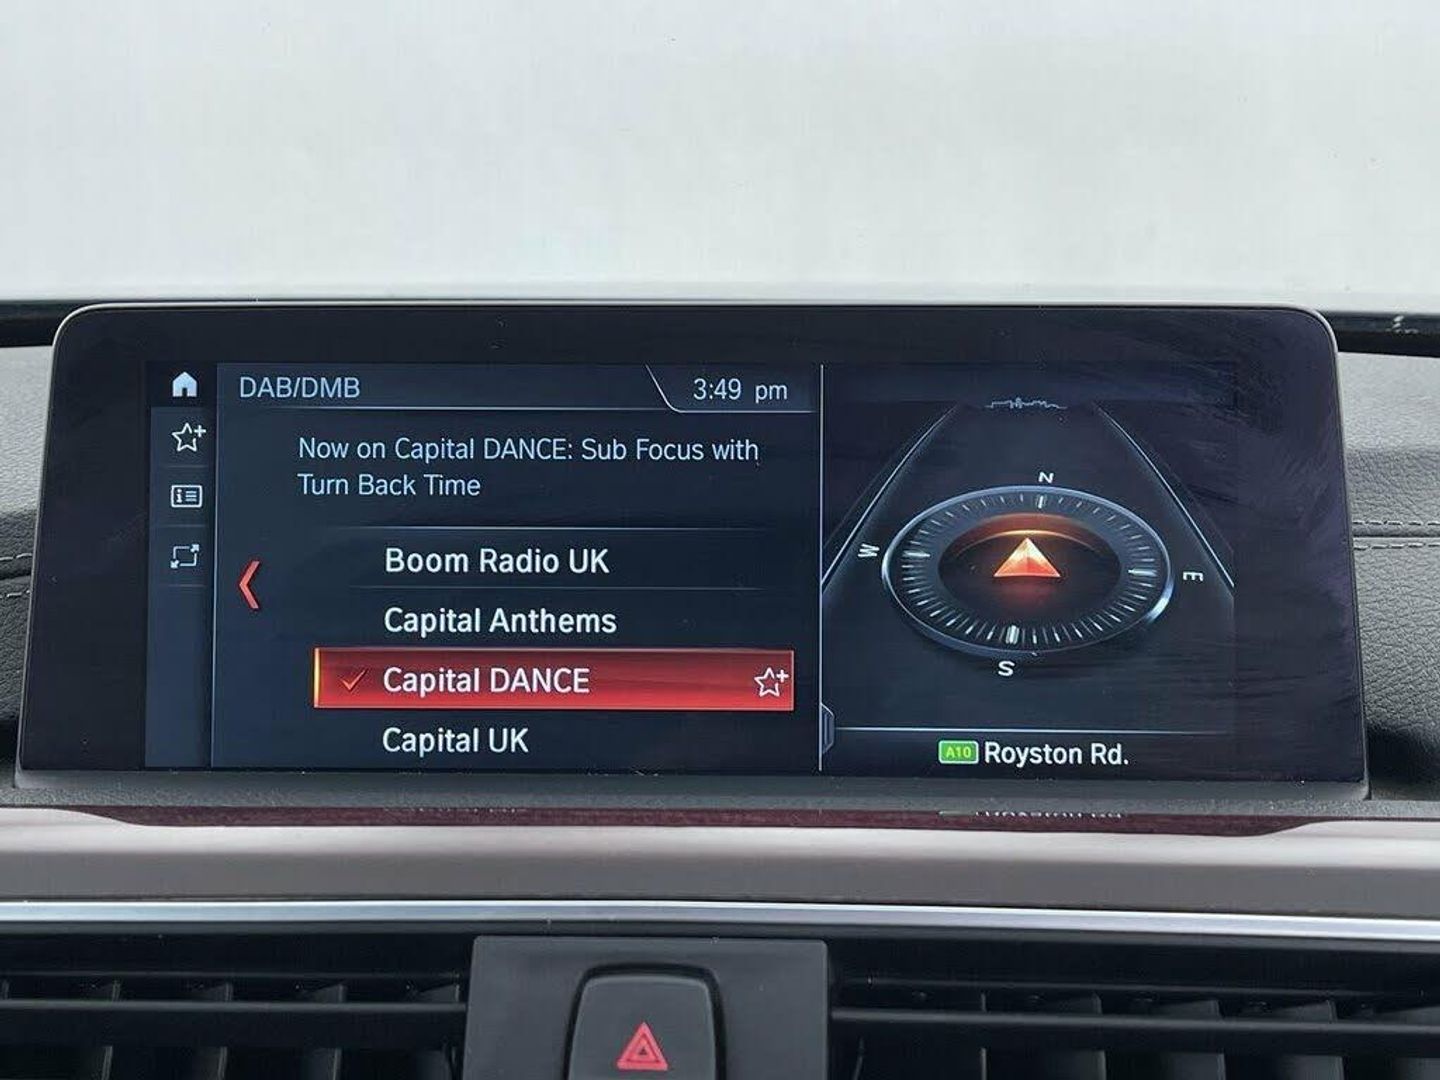 DAB/DMB
3:49 pm
Now on Capital DANCE: Sub Focus with
Turn Back Time
Boom Radio UK
Capital Anthems
Capital DANCE
Capital UK
N
W
E
S
A10 Royston Rd.